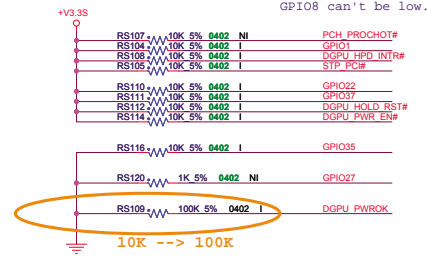 GPIO8 can't be low.
+V3.3S
RS107 10K_5% 0402 NI PCH_PROCHOT#
RS104 10K_5% 0402 I GPIO1
RS108 10K_5% 0402 I DGPU_HPD_INTR#
RS105 10K_5% 0402 I STP_PCI#
RS110 10K_5% 0402 I GPIO22
RS111 10K_5% 0402 I GPIO37
RS112 10K_5% 0402 I DGPU_HOLD_RST#
RS114 10K_5% 0402 I DGPU_PWR_EN#
RS116 10K_5% 0402 I GPIO35
RS120 1K_5% 0402 NI GPIO27
RS109 100K_5% 0402 I DGPU_PWROK
10K --> 100K